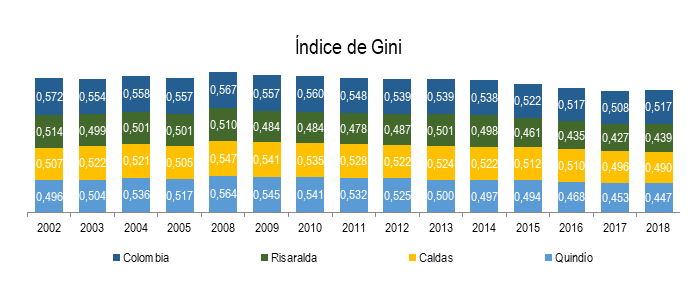 Índice de Gini
0,572 0,554 0,558 0,557 0,567 0,557 0,560 0,548 0,539 0,539 0,538 0,522 0,517 0,508 0,517
0,514 0,499 0,501 0,501 0,510 0,484 0,484 0,478 0,487 0,501 0,498 0,461 0,435 0,427 0,439
0,507 0,522 0,521 0,505 0,547 0,541 0,535 0,528 0,522 0,524 0,522 0,512 0,510 0,496 0,490
0,496 0,504 0,536 0,517 0,564 0,545 0,541 0,532 0,525 0,500 0,497 0,494 0,468 0,453 0,447
2002 2003 2004 2005 2008 2009 2010 2011 2012 2013 2014 2015 2016 2017 2018
Colombia Risaralda Caldas Quindío